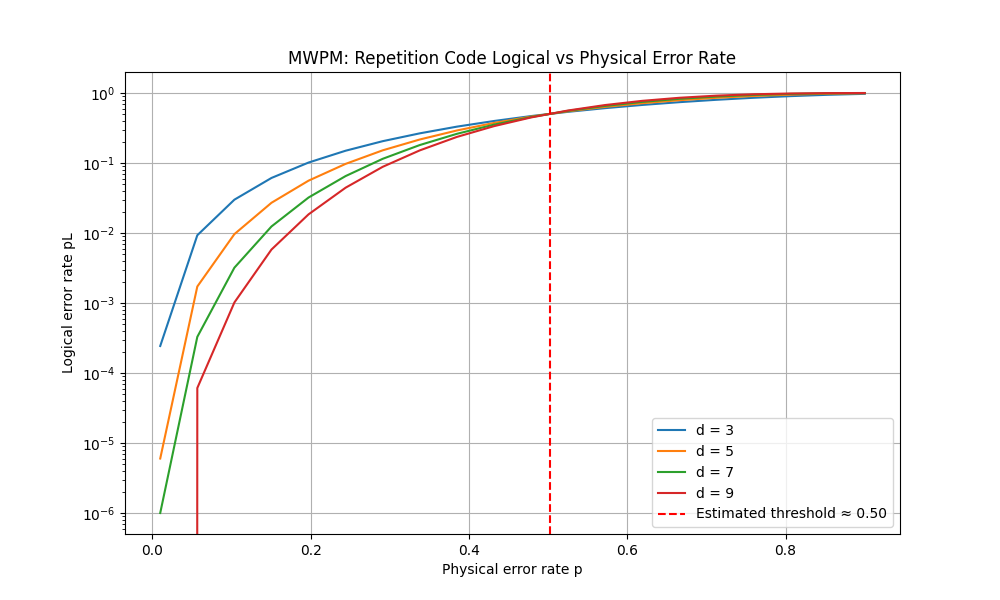 MWPM: Repetition Code Logical vs Physical Error Rate
Logical error rate pL
10⁰
10⁻¹
10⁻²
10⁻³
10⁻⁴
10⁻⁵
10⁻⁶
d = 3
d = 5
d = 7
d = 9
Estimated threshold ≈ 0.50
0.0 0.2 0.4 0.6 0.8
Physical error rate p